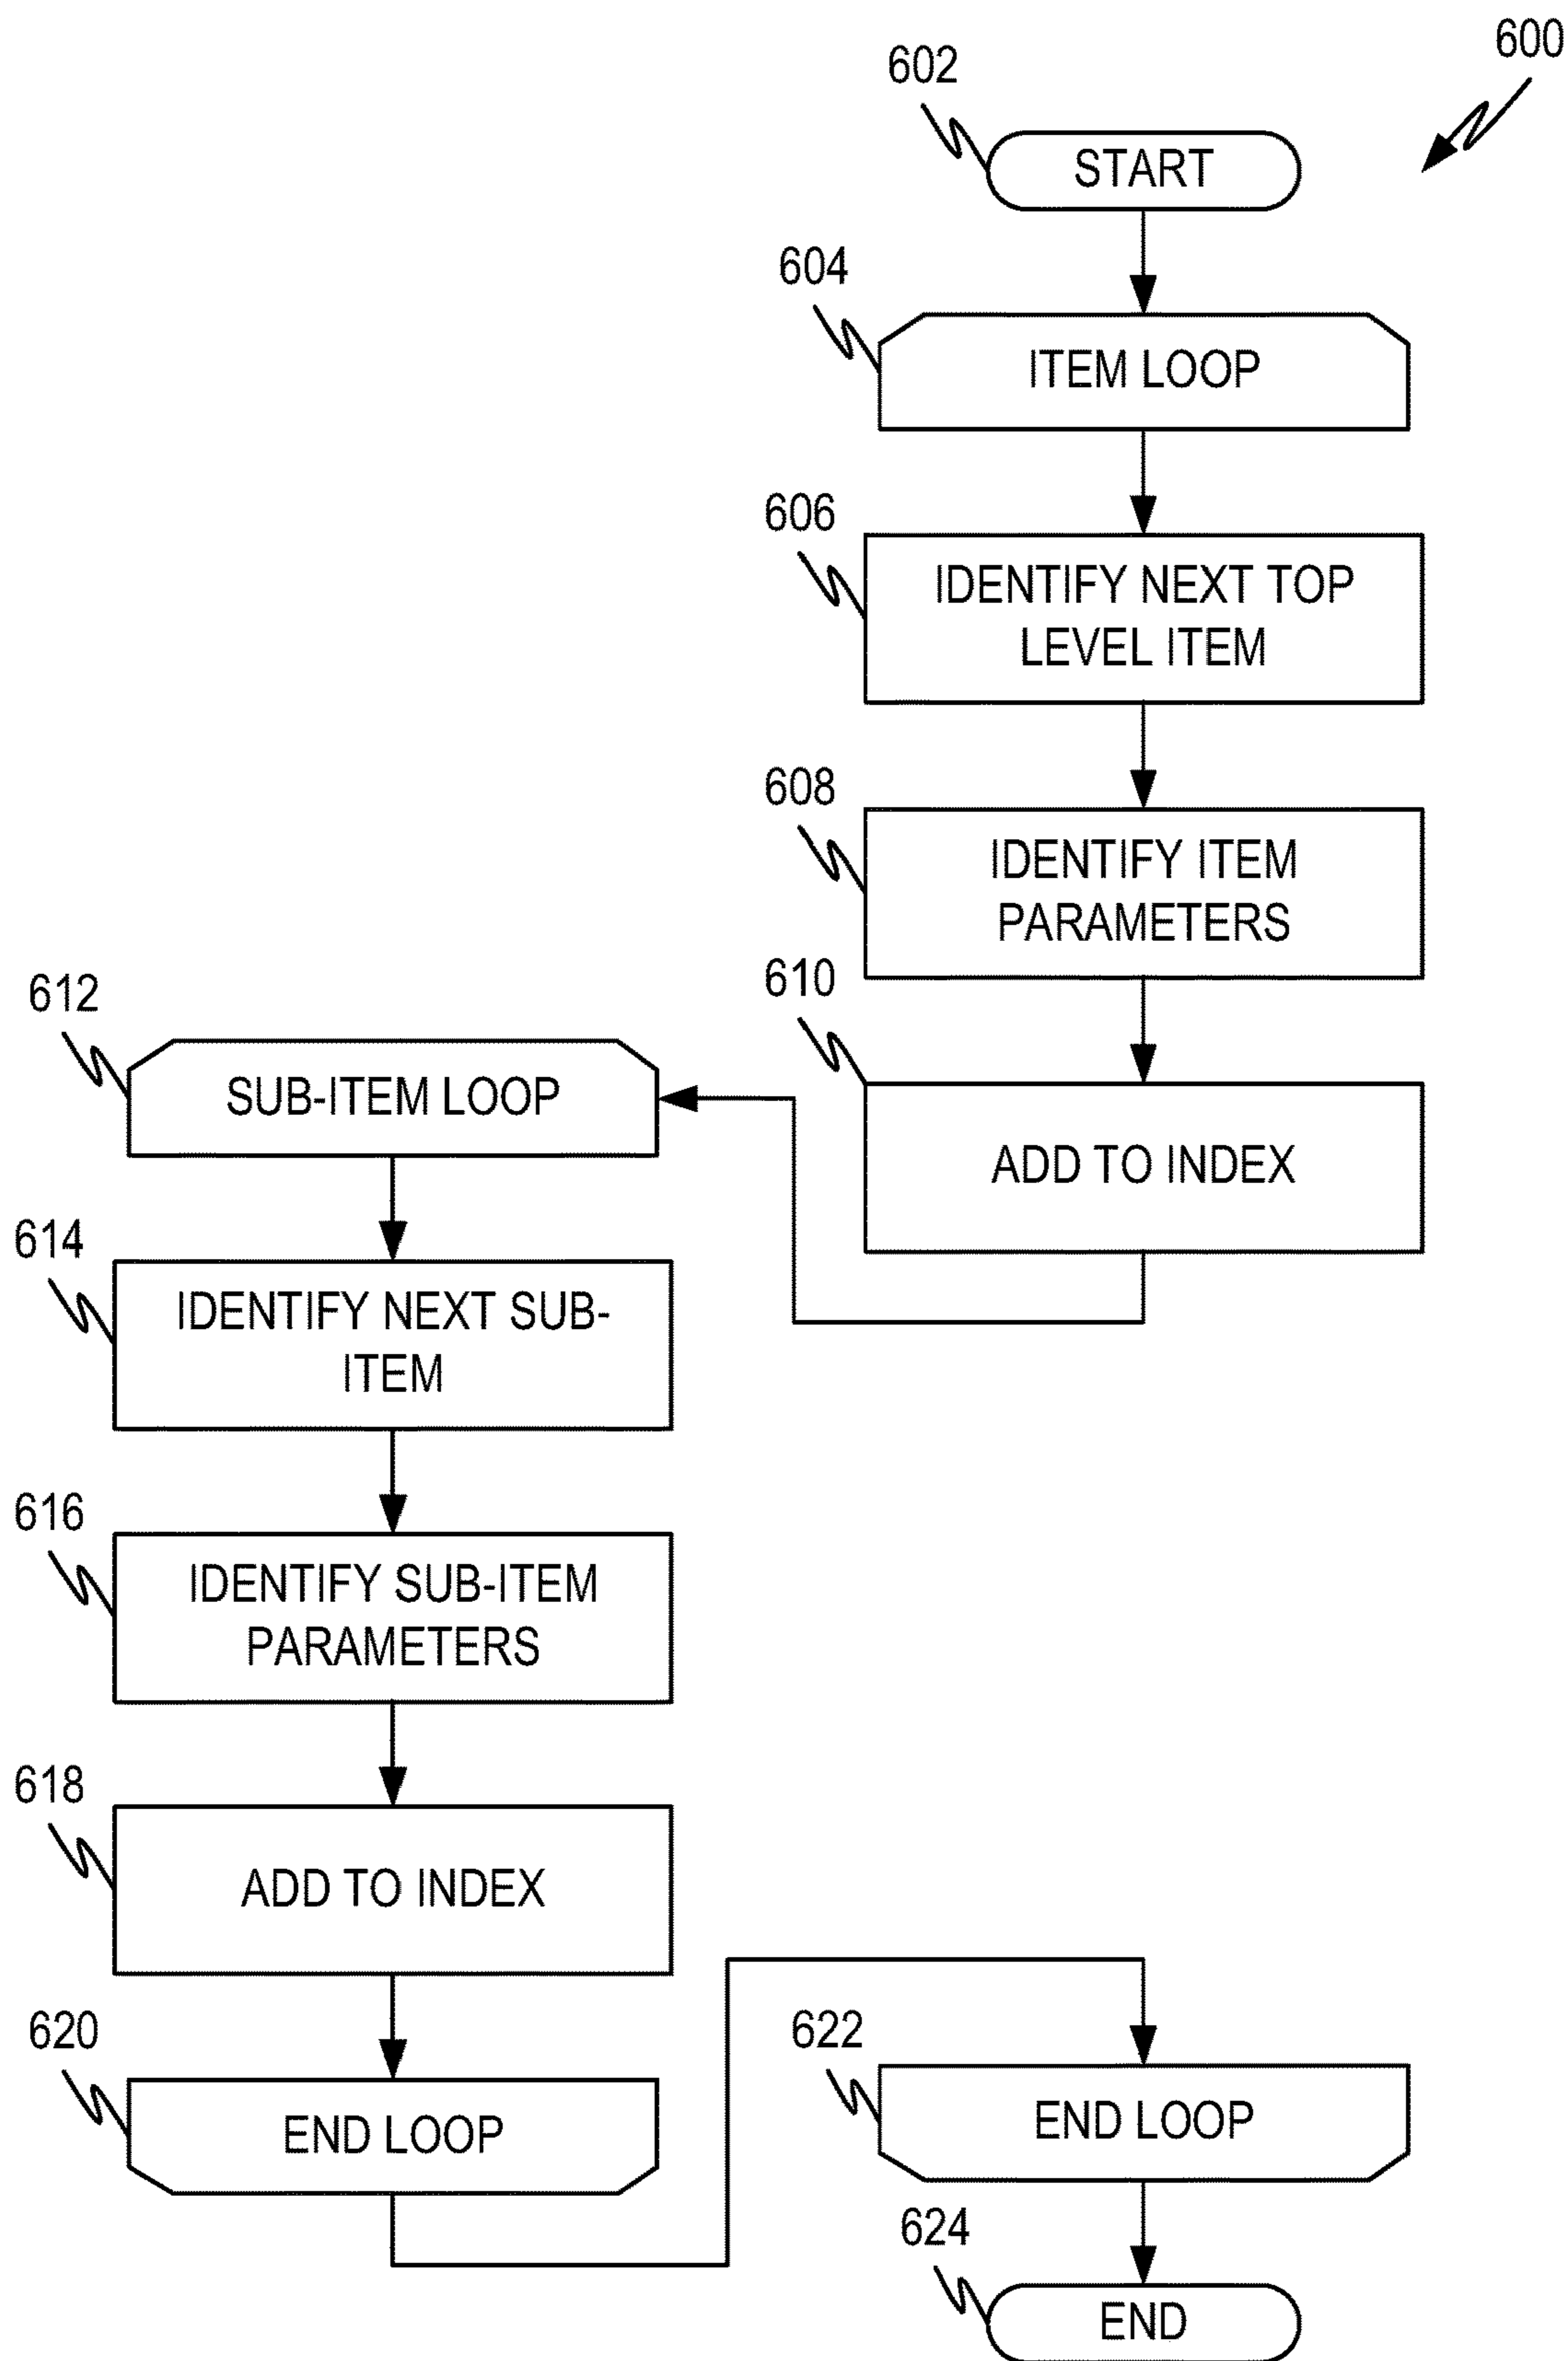 600
602
START
604
ITEM LOOP
606
IDENTIFY NEXT TOP
LEVEL ITEM
608
IDENTIFY ITEM
PARAMETERS
610
ADD TO INDEX
612
SUB-ITEM LOOP
614
IDENTIFY NEXT SUB-
ITEM
616
IDENTIFY SUB-ITEM
PARAMETERS
618
ADD TO INDEX
620
END LOOP
622
END LOOP
624
END